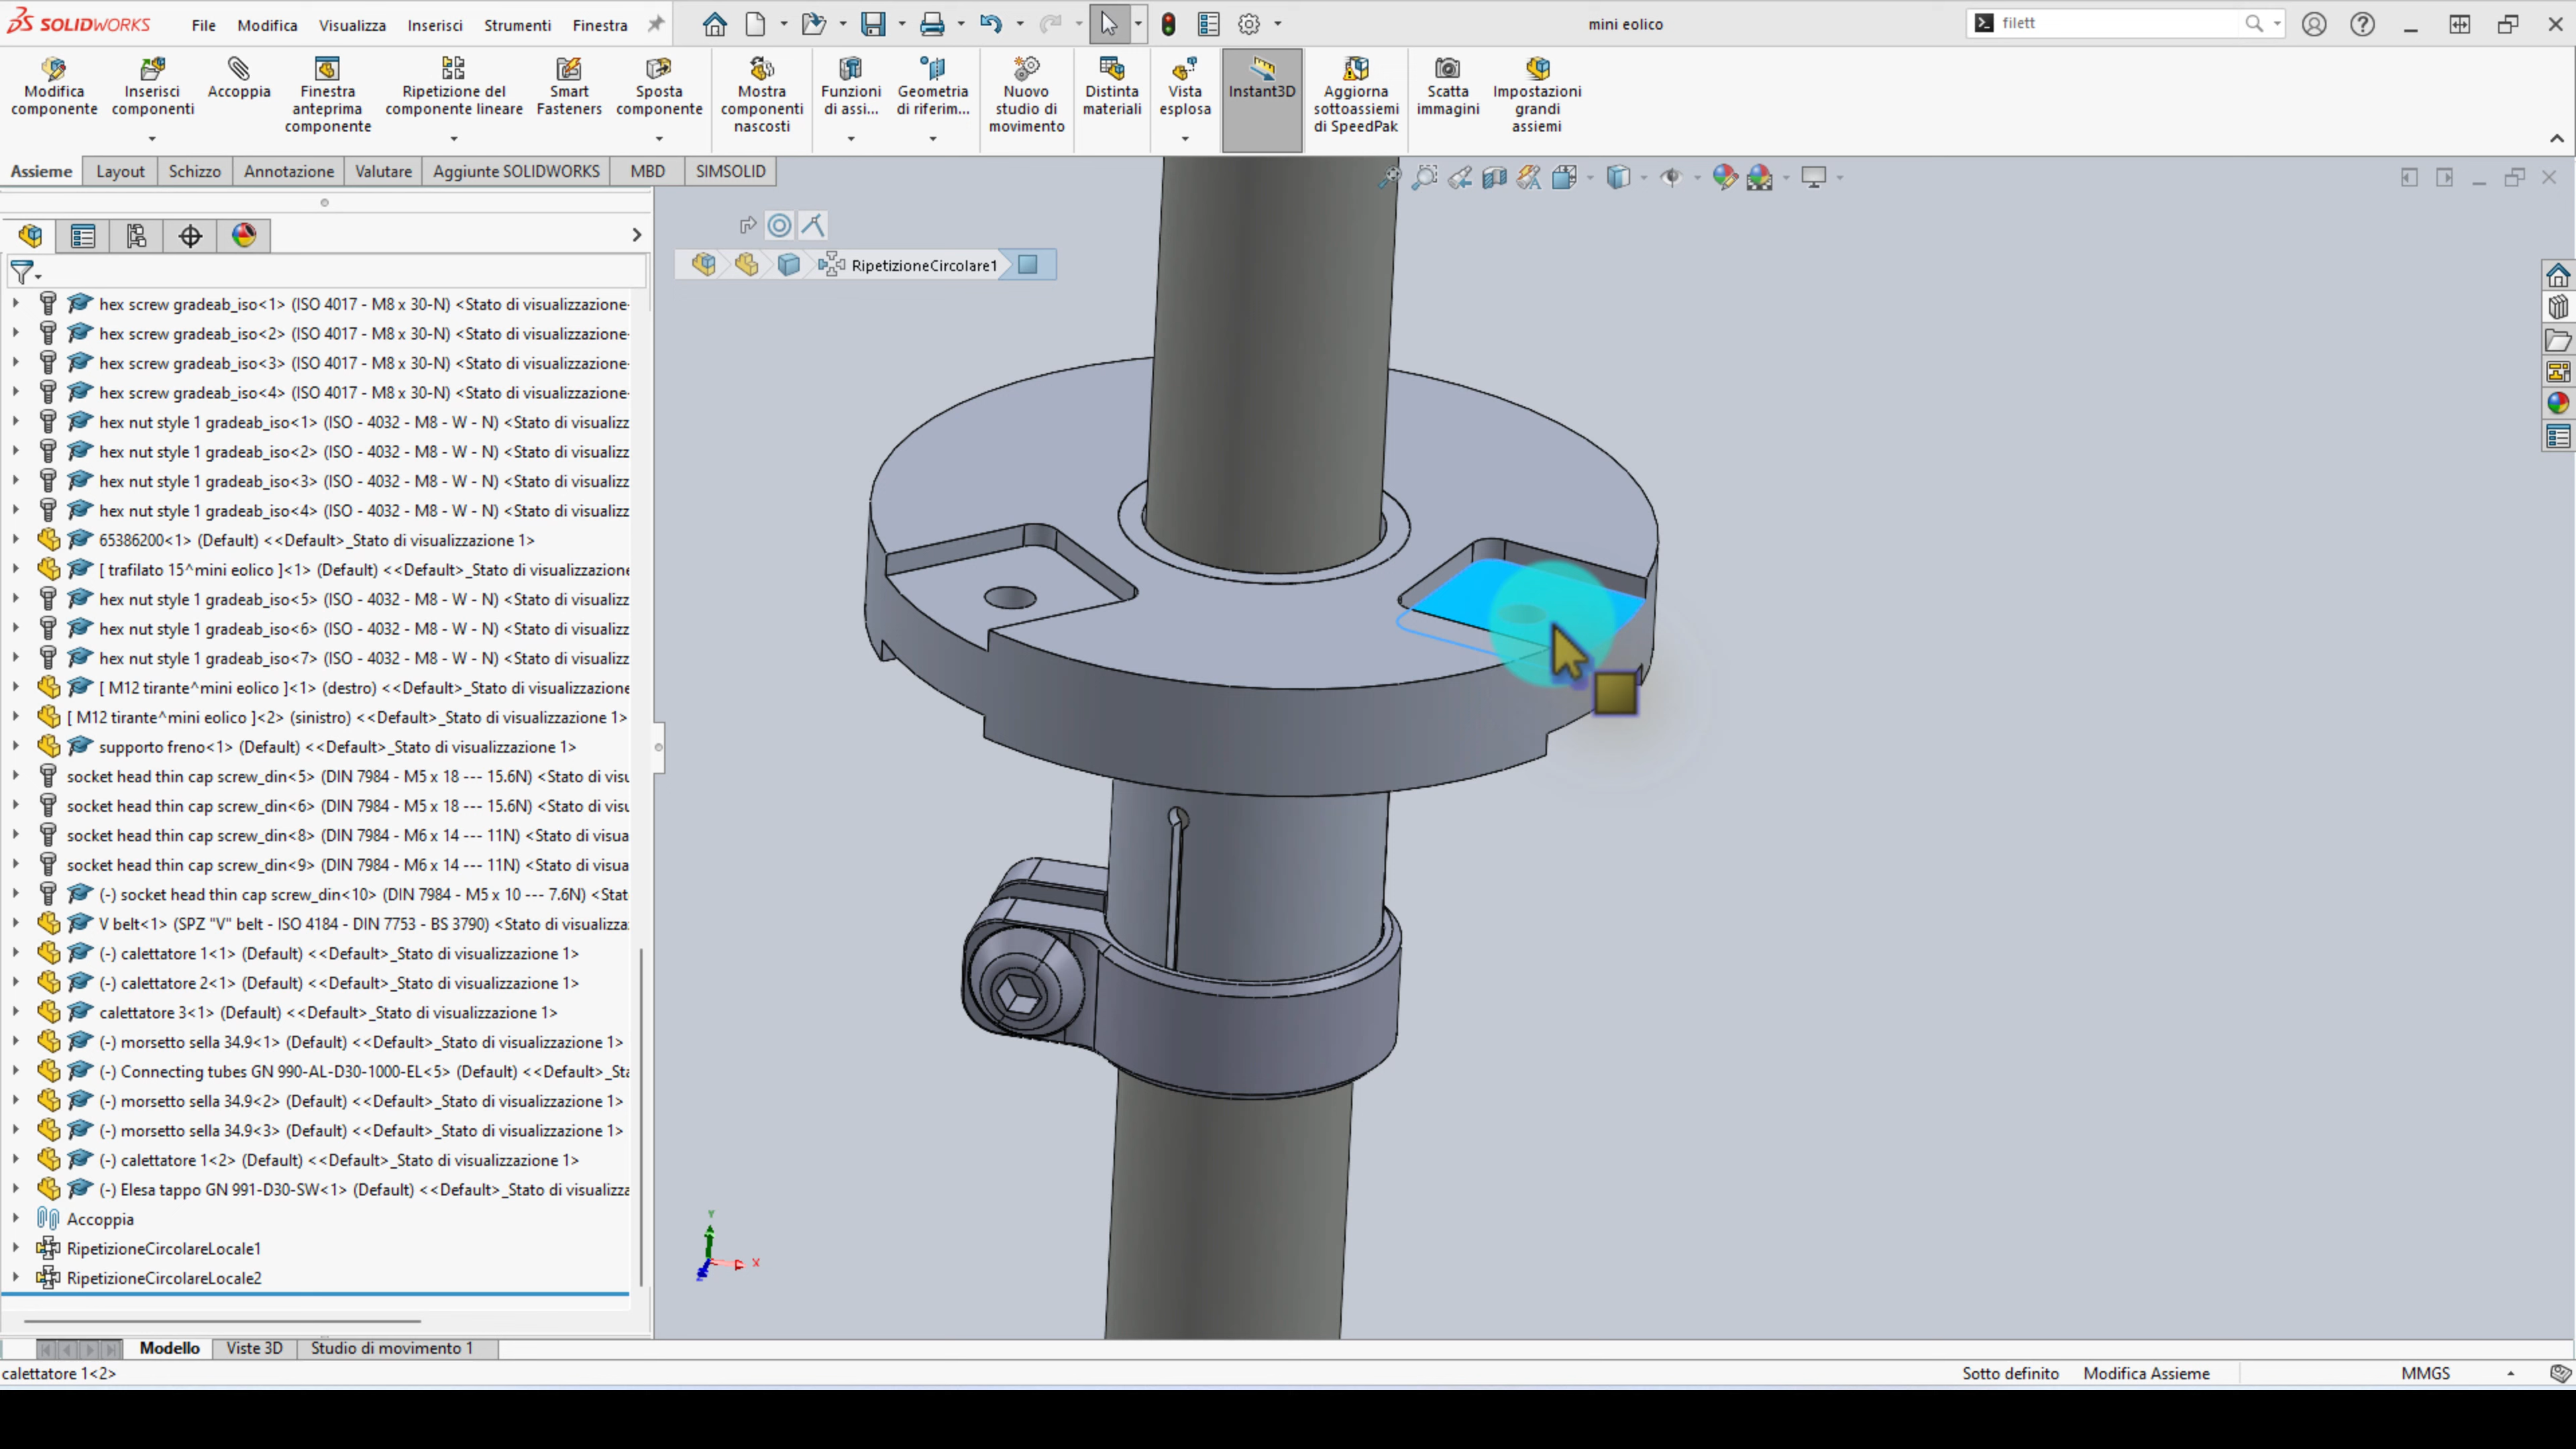 SOLIDWORKS File Modifica Visualizza Inserisci Strumenti Finestra mini eolico filett
Modifica componente
Inserisci componenti
Accoppia
Finestra anteprima componente
Ripetizione del componente lineare
Smart Fasteners
Sposta componente
Mostra componenti nascosti
Funzioni di assi...
Geometria di riferim...
Nuovo studio di movimento
Distinta materiali
Vista esplosa
Instant3D
Aggiorna sottoassiemi di SpeedPak
Scatta immagini
Impostazioni grandi assiemi
Assieme Layout Schizzo Annotazione Valutare Aggiunte SOLIDWORKS MBD SIMSOLID
RipetizioneCircolare1
hex screw gradeab_iso<1> (ISO 4017 - M8 x 30-N) <Stato di visualizzazione-
hex screw gradeab_iso<2> (ISO 4017 - M8 x 30-N) <Stato di visualizzazione-
hex screw gradeab_iso<3> (ISO 4017 - M8 x 30-N) <Stato di visualizzazione-
hex screw gradeab_iso<4> (ISO 4017 - M8 x 30-N) <Stato di visualizzazione-
hex nut style 1 gradeab_iso<1> (ISO - 4032 - M8 - W - N) <Stato di visualizz
hex nut style 1 gradeab_iso<2> (ISO - 4032 - M8 - W - N) <Stato di visualizz
hex nut style 1 gradeab_iso<3> (ISO - 4032 - M8 - W - N) <Stato di visualizz
hex nut style 1 gradeab_iso<4> (ISO - 4032 - M8 - W - N) <Stato di visualizz
65386200<1> (Default) <<Default>_Stato di visualizzazione 1>
[ trafilato 15^mini eolico ]<1> (Default) <<Default>_Stato di visualizzazione
hex nut style 1 gradeab_iso<5> (ISO - 4032 - M8 - W - N) <Stato di visualizz
hex nut style 1 gradeab_iso<6> (ISO - 4032 - M8 - W - N) <Stato di visualizz
hex nut style 1 gradeab_iso<7> (ISO - 4032 - M8 - W - N) <Stato di visualizz
[ M12 tirante^mini eolico ]<1> (destro) <<Default>_Stato di visualizzazione
[ M12 tirante^mini eolico ]<2> (sinistro) <<Default>_Stato di visualizzazione 1>
supporto freno<1> (Default) <<Default>_Stato di visualizzazione 1>
socket head thin cap screw_din<5> (DIN 7984 - M5 x 18 --- 15.6N) <Stato di visu
socket head thin cap screw_din<6> (DIN 7984 - M5 x 18 --- 15.6N) <Stato di visu
socket head thin cap screw_din<8> (DIN 7984 - M6 x 14 --- 11N) <Stato di visua
socket head thin cap screw_din<9> (DIN 7984 - M6 x 14 --- 11N) <Stato di visua
(-) socket head thin cap screw_din<10> (DIN 7984 - M5 x 10 --- 7.6N) <Stat
V belt<1> (SPZ "V" belt - ISO 4184 - DIN 7753 - BS 3790) <Stato di visualizza
(-) calettatore 1<1> (Default) <<Default>_Stato di visualizzazione 1>
(-) calettatore 2<1> (Default) <<Default>_Stato di visualizzazione 1>
calettatore 3<1> (Default) <<Default>_Stato di visualizzazione 1>
(-) morsetto sella 34.9<1> (Default) <<Default>_Stato di visualizzazione 1>
(-) Connecting tubes GN 990-AL-D30-1000-EL<5> (Default) <<Default>_Sta
(-) morsetto sella 34.9<2> (Default) <<Default>_Stato di visualizzazione 1>
(-) morsetto sella 34.9<3> (Default) <<Default>_Stato di visualizzazione 1>
(-) calettatore 1<2> (Default) <<Default>_Stato di visualizzazione 1>
(-) Elesa tappo GN 991-D30-SW<1> (Default) <<Default>_Stato di visualizza
Accoppia
RipetizioneCircolareLocale1
RipetizioneCircolareLocale2
Y
X
Z
Modello Viste 3D Studio di movimento 1
calettatore 1<2> Sotto definito Modifica Assieme MMGS